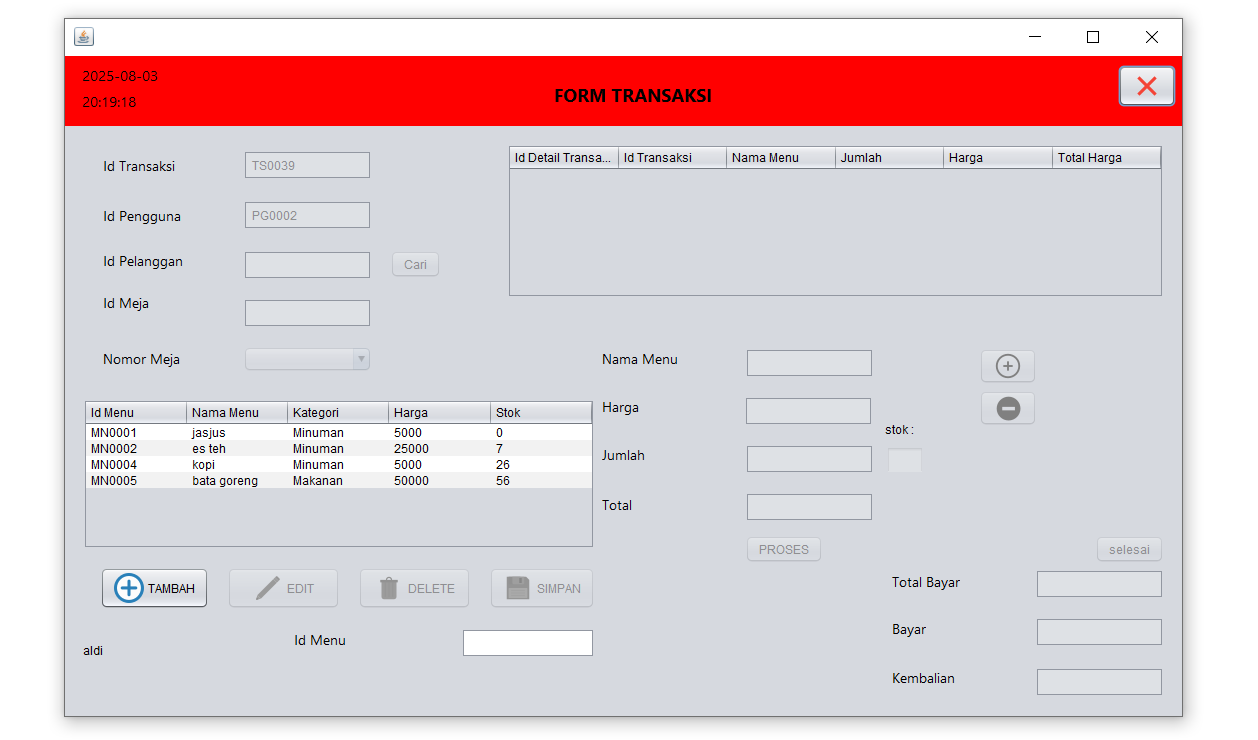 2025-08-03
20:19:18
FORM TRANSAKSI
Id Transaksi TS0039
Id Pengguna PG0002
Id Pelanggan Cari
Id Meja
Nomor Meja
Id Detail Transa... Id Transaksi Nama Menu Jumlah Harga Total Harga
Id Menu Nama Menu Kategori Harga Stok
MN0001 jasjus Minuman 5000 0
MN0002 es teh Minuman 25000 7
MN0004 kopi Minuman 5000 26
MN0005 bata goreng Makanan 50000 56
Nama Menu
Harga
stok :
Jumlah
Total
PROSES selesai
TAMBAH EDIT DELETE SIMPAN
Id Menu
aldi
Total Bayar
Bayar
Kembalian